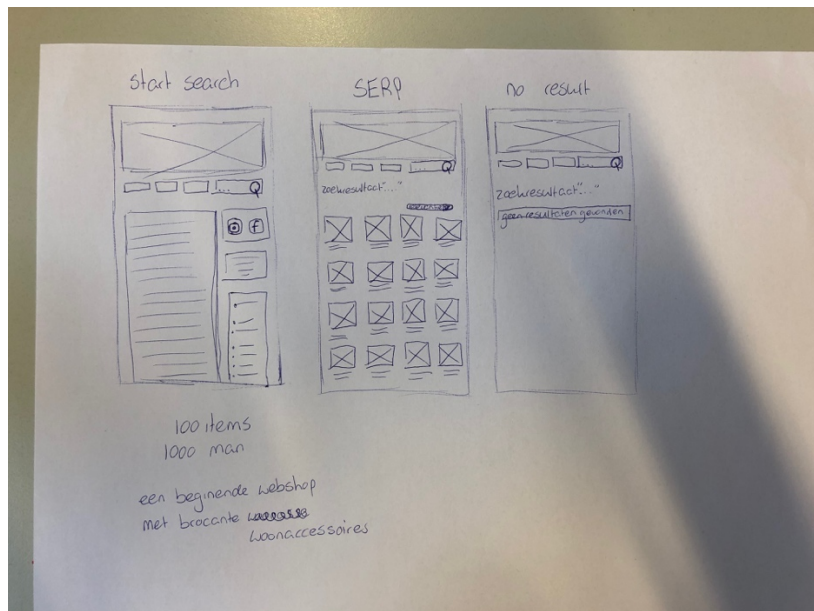 start search
SERP
no result
... Q
... Q
... Q
f
zoekresultaat "..."
zoekresultaat "..."
geen resultaten gevonden
100 items
1000 man
een beginende webshop
met brocante
woonaccessoires